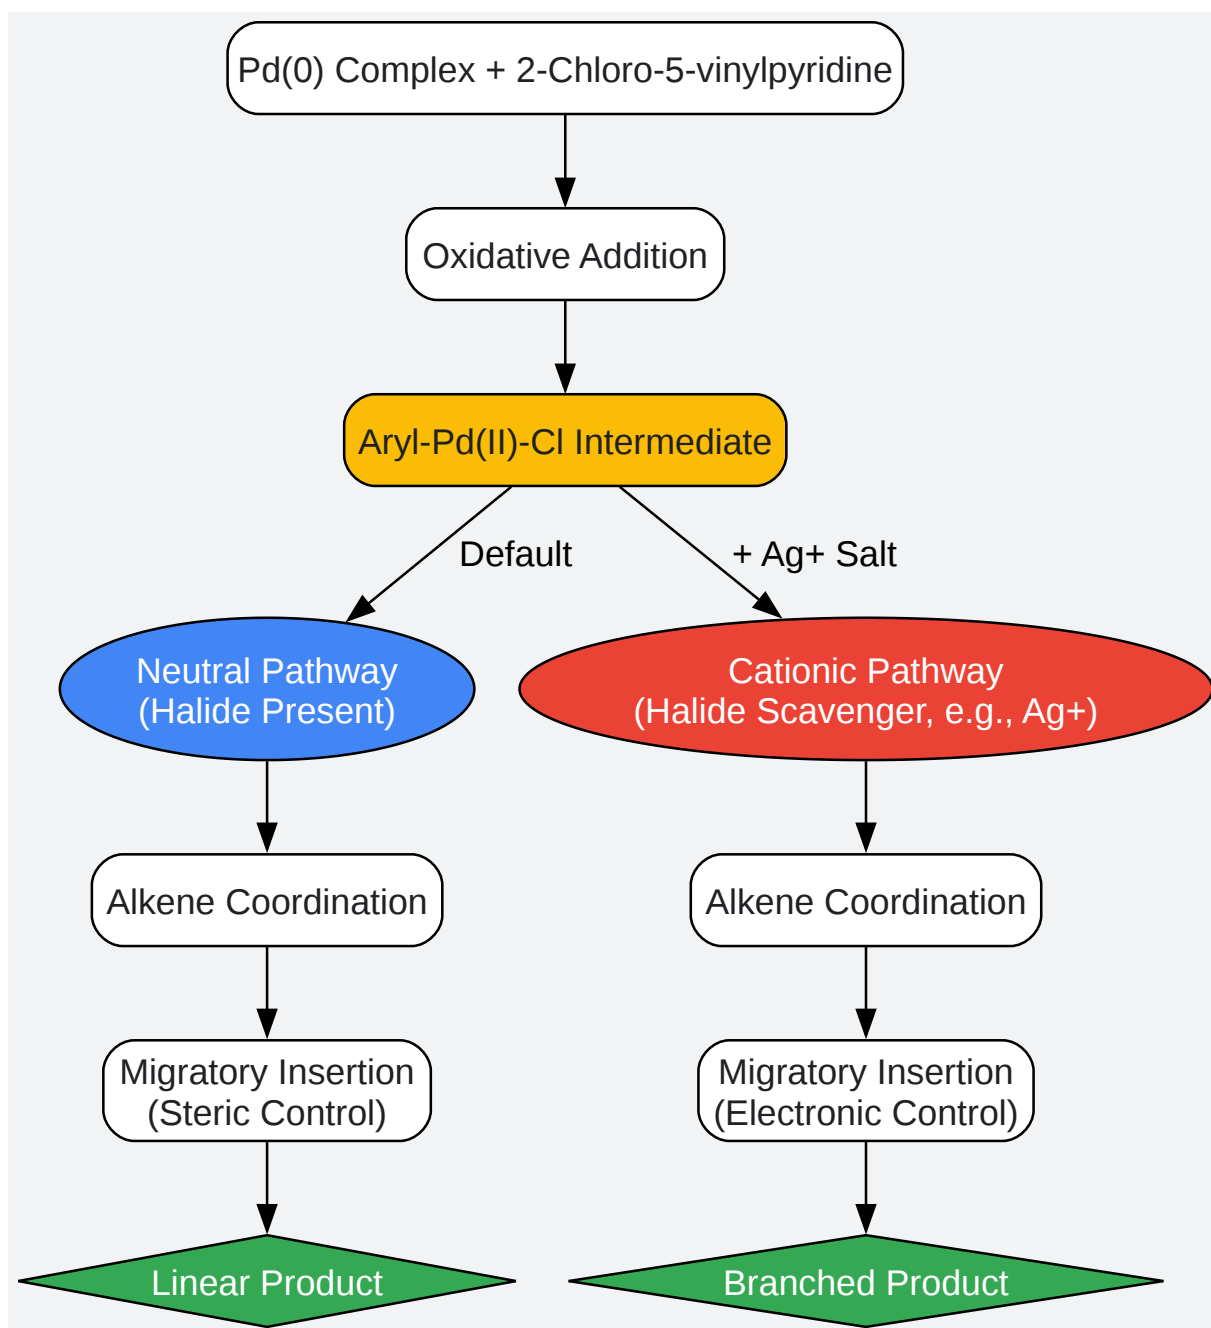 Pd(0) Complex + 2-Chloro-5-vinylpyridine
Oxidative Addition
Aryl-Pd(II)-Cl Intermediate
Default
+ Ag+ Salt
Neutral Pathway
(Halide Present)
Cationic Pathway
(Halide Scavenger, e.g., Ag+)
Alkene Coordination
Alkene Coordination
Migratory Insertion
(Steric Control)
Migratory Insertion
(Electronic Control)
Linear Product
Branched Product